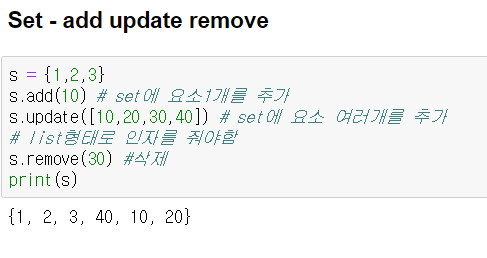 Set - add update remove
s = {1,2,3}
s.add(10) # set에 요소1개를 추가
s.update([10,20,30,40]) # set에 요소 여러개를 추가
# list형태로 인자를 줘야함
s.remove(30) #삭제
print(s)
{1, 2, 3, 40, 10, 20}